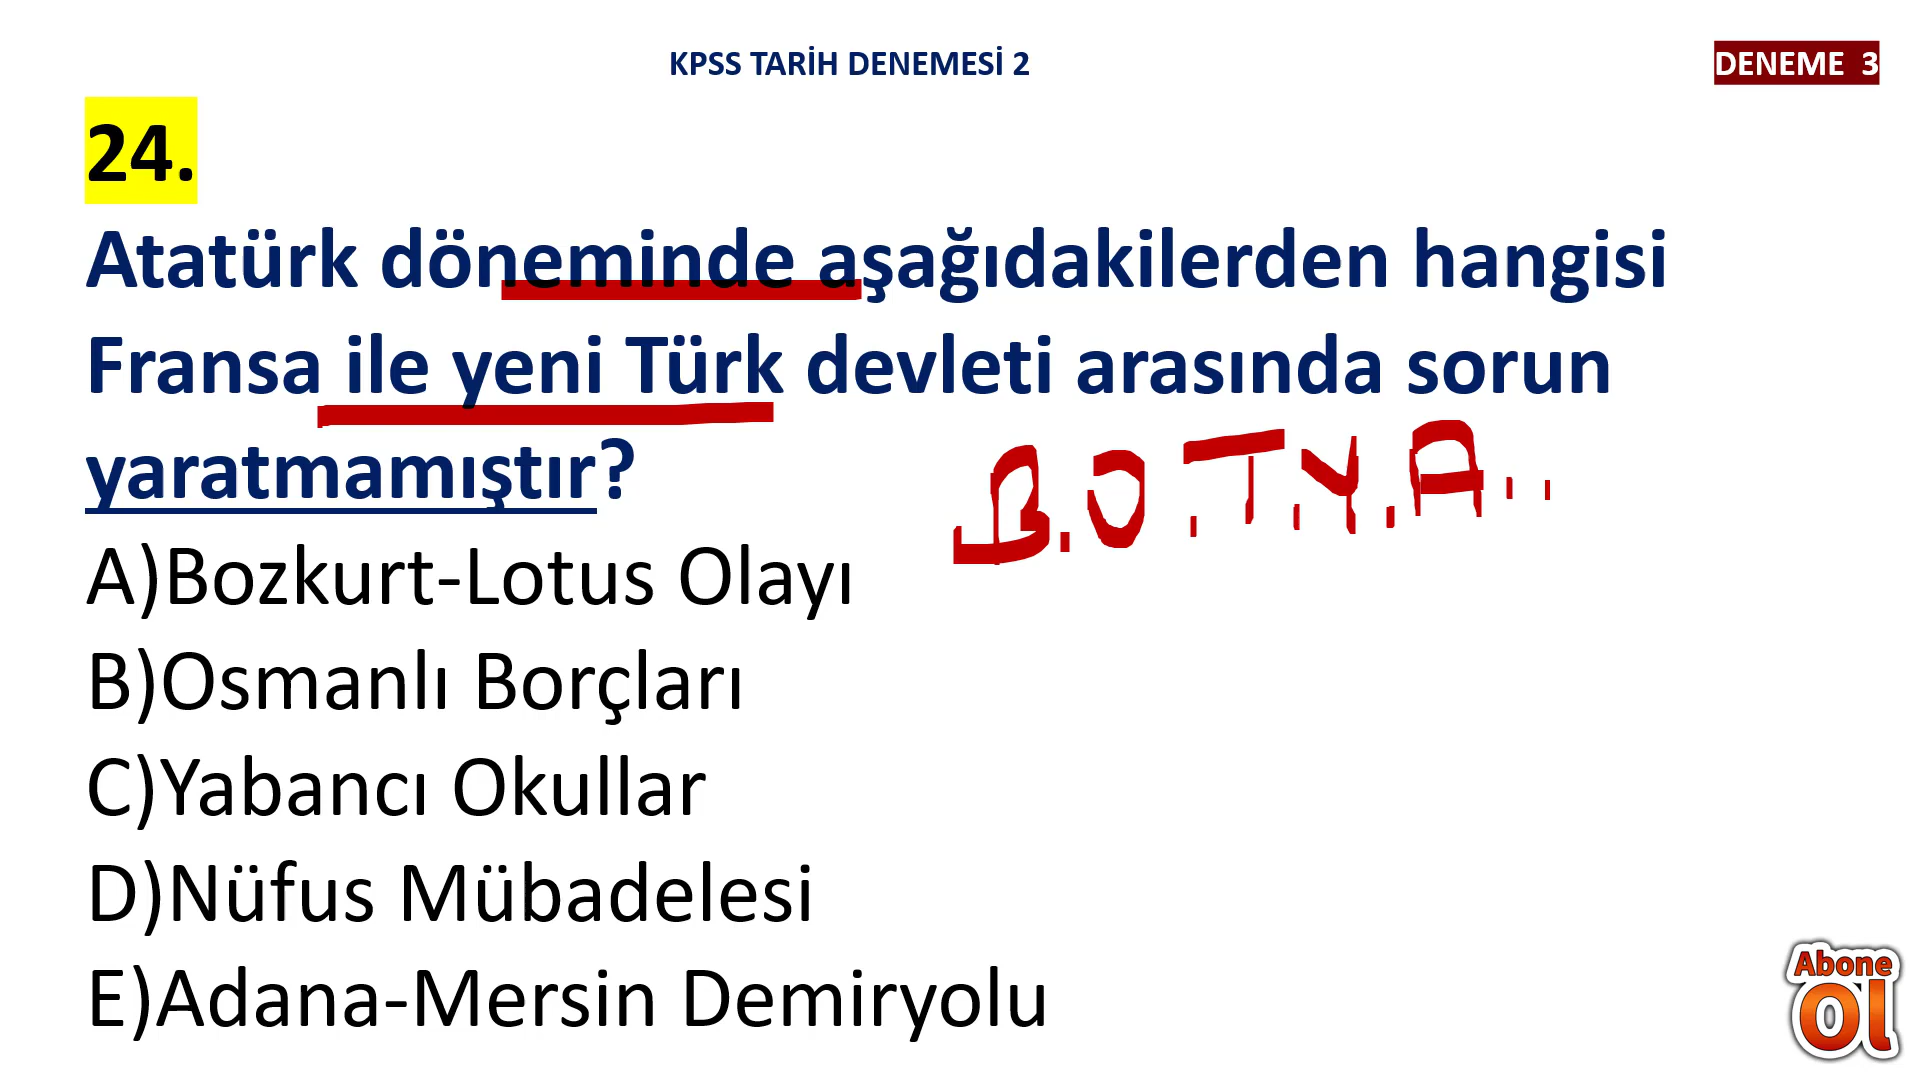 KPSS TARİH DENEMESİ 2
DENEME 3
24.
Atatürk döneminde aşağıdakilerden hangisi
Fransa ile yeni Türk devleti arasında sorun
yaratmamıştır?
B.O.T.Y.A..
A)Bozkurt-Lotus Olayı
B)Osmanlı Borçları
C)Yabancı Okullar
D)Nüfus Mübadelesi
E)Adana-Mersin Demiryolu
Abone
ol